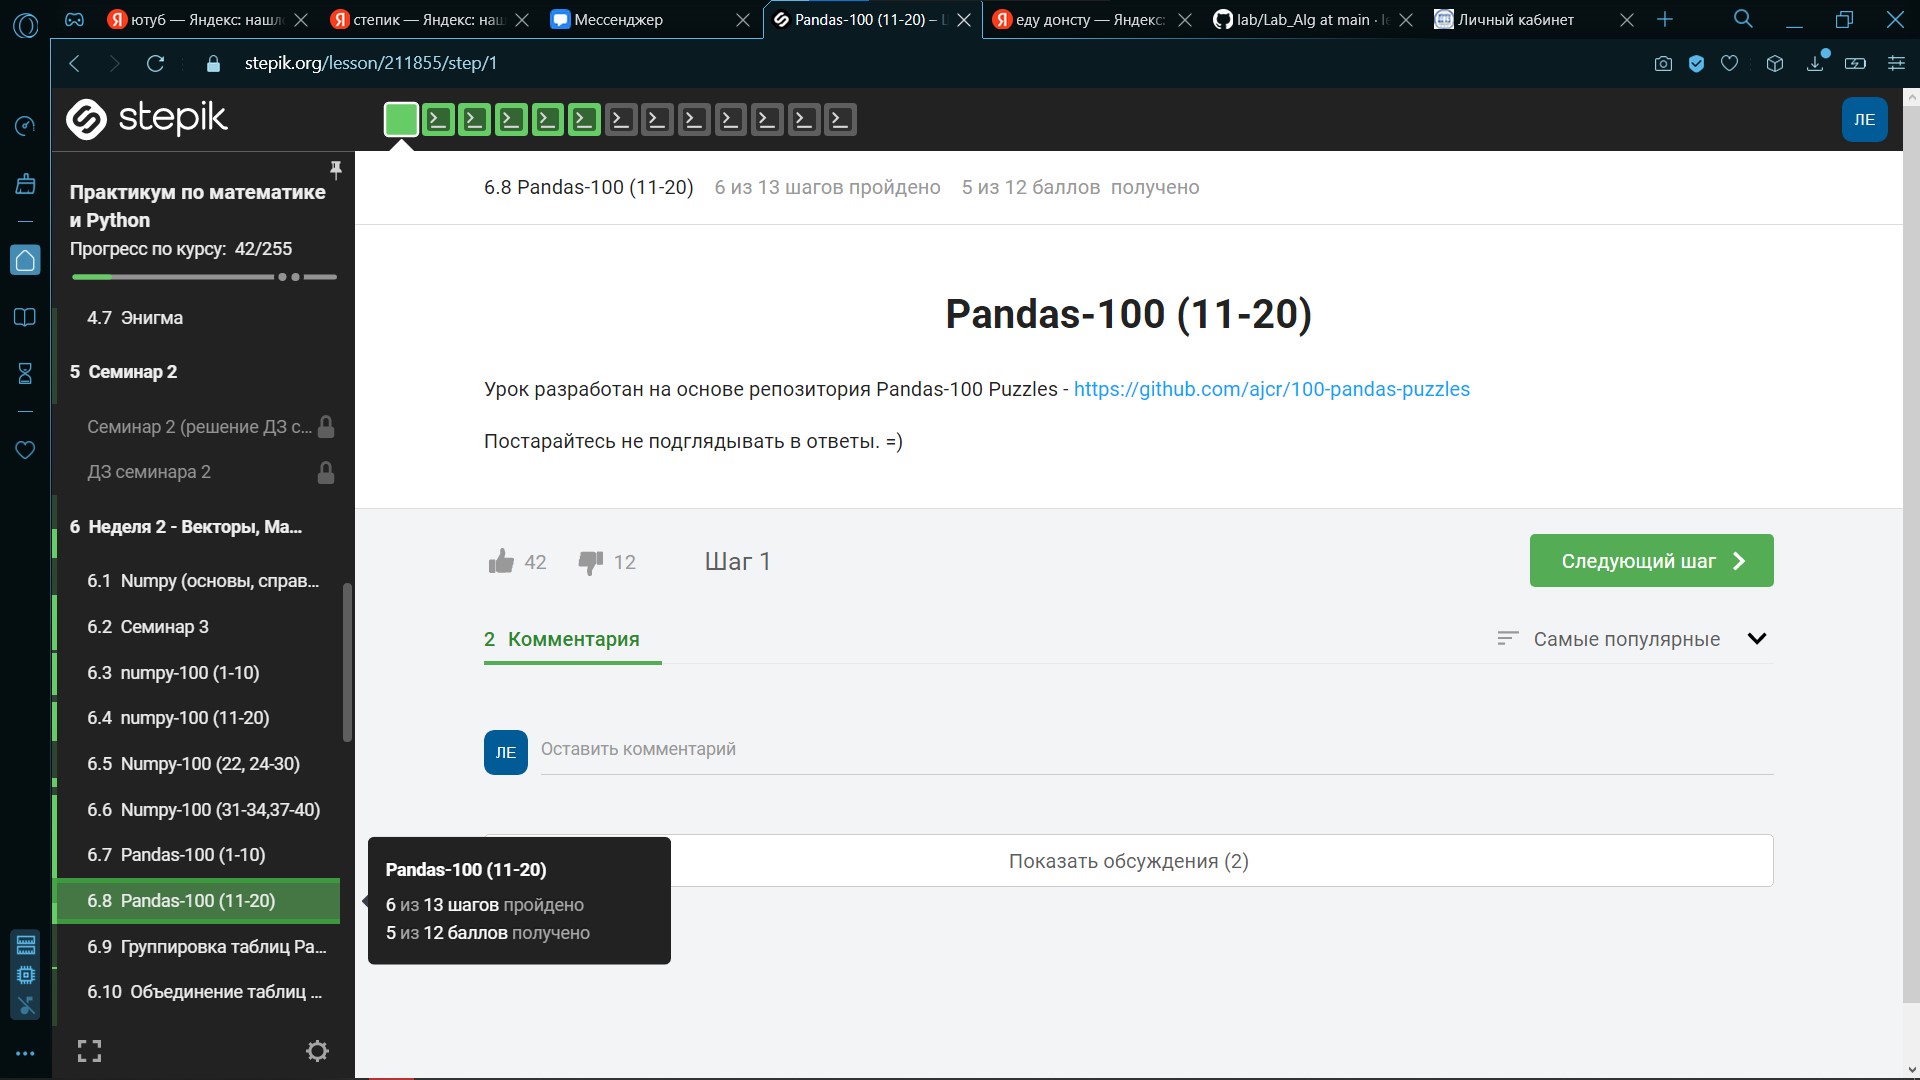 ютуб — Яндекс: нашл
степик — Яндекс: наш
Мессенджер
Pandas-100 (11-20) –
еду донсту — Яндекс:
lab/Lab_Alg at main ·
Личный кабинет
stepik.org/lesson/211855/step/1
stepik
ЛЕ
Практикум по математике
и Python
Прогресс по курсу: 42/255
4.7 Энигма
5 Семинар 2
Семинар 2 (решение ДЗ с...
ДЗ семинара 2
6 Неделя 2 - Векторы, Ма...
6.1 Numpy (основы, справ...
6.2 Семинар 3
6.3 numpy-100 (1-10)
6.4 numpy-100 (11-20)
6.5 Numpy-100 (22, 24-30)
6.6 Numpy-100 (31-34,37-40)
6.7 Pandas-100 (1-10)
6.8 Pandas-100 (11-20)
6.9 Группировка таблиц Pa...
6.10 Объединение таблиц ...
6.8 Pandas-100 (11-20) 6 из 13 шагов пройдено 5 из 12 баллов получено
Pandas-100 (11-20)
Урок разработан на основе репозитория Pandas-100 Puzzles - https://github.com/ajcr/100-pandas-puzzles
Постарайтесь не подглядывать в ответы. =)
42 12 Шаг 1
Следующий шаг
2 Комментария
Самые популярные
ЛЕ
Оставить комментарий
Показать обсуждения (2)
Pandas-100 (11-20)
6 из 13 шагов пройдено
5 из 12 баллов получено